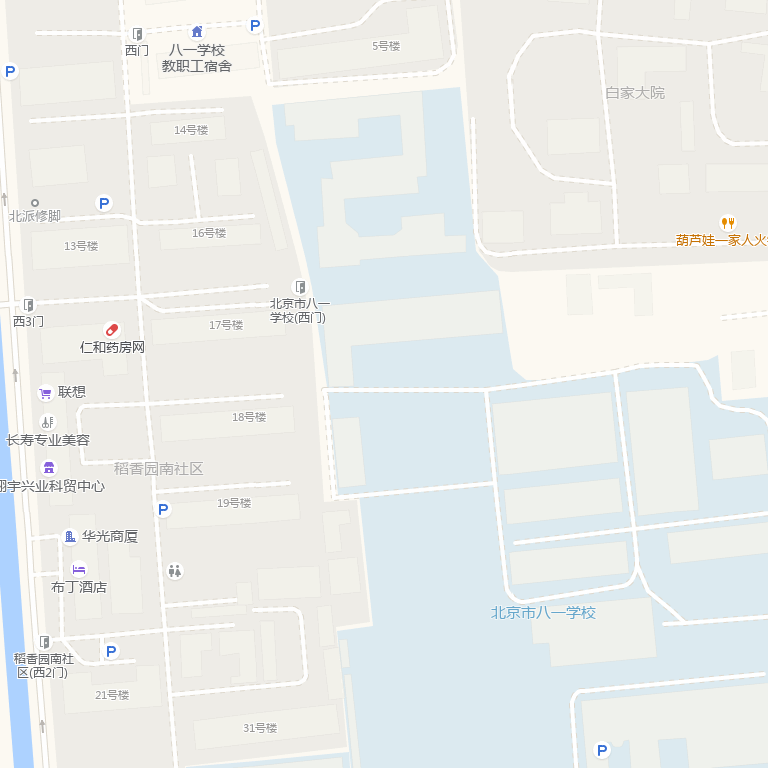 P
西门
八一学校
教职工宿舍
5号楼
P
白家大院
14号楼
P
北派修脚
16号楼
13号楼
葫芦娃一家人火
北京市八一
学校(西门)
西3门
17号楼
仁和药房网
联想
18号楼
长寿专业美容
稻香园南社区
翔宇兴业科贸中心
19号楼
P
华光商厦
布丁酒店
北京市八一学校
稻香园南社
区(西2门)
P
21号楼
31号楼
P